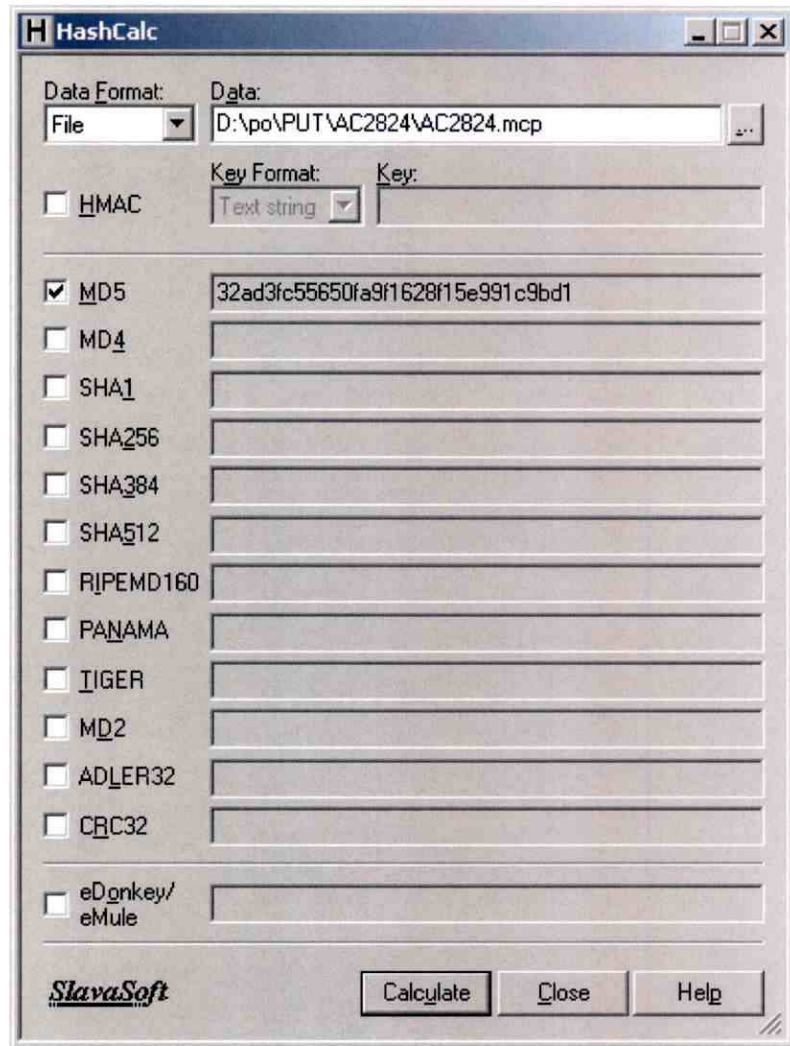 HashCalc
Data Format: Data:
File D:\po\PUT\AC2824\AC2824.mcp ...
Key Format: Key:
HMAC Text string
MD5 32ad3fc55650fa9f1628f15e991c9bd1
MD4
SHA1
SHA256
SHA384
SHA512
RIPEMD160
PANAMA
TIGER
MD2
ADLER32
CRC32
eDonkey/
eMule
SlavaSoft Calculate Close Help